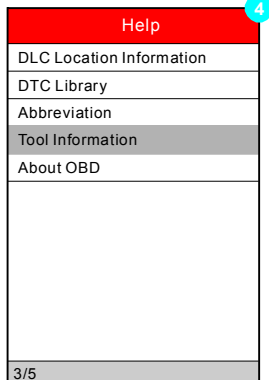 4
Help
DLC Location Information
DTC Library
Abbreviation
Tool Information
About OBD
3/5